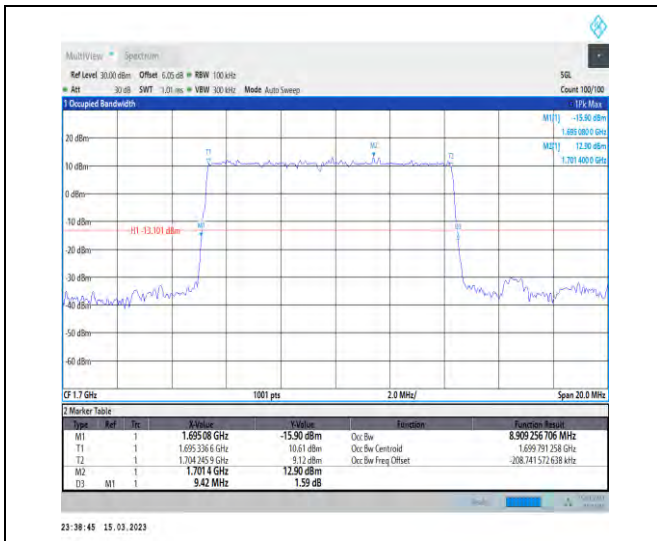 MultiView Spectrum
Ref Level 30.00 dBm Offset 6.05 dB RBW 100 kHz SGL
Att 30 dB SWT 1.01 ms VBW 300 kHz Mode Auto Sweep Count 100/100
1 Occupied Bandwidth 1Pk Max
M1[1] -15.90 dBm
1.695 080 0 GHz
M2[1] 12.90 dBm
1.701 400 0 GHz
20 dBm
T1 M2 T2
10 dBm
0 dBm
-10 dBm
H1 -13.101 dBm
-20 dBm
-30 dBm
-40 dBm
-50 dBm
-60 dBm
CF 1.7 GHz 1001 pts 2.0 MHz/ Span 20.0 MHz
2 Marker Table
Type Ref Trc X-Value Y-Value Function Function Result
M1 1 1.695 08 GHz -15.90 dBm Occ Bw 8.909 256 706 MHz
T1 1 1.695 336 6 GHz 10.61 dBm Occ Bw Centroid 1.699 791 258 GHz
T2 1 1.704 245 9 GHz 9.12 dBm Occ Bw Freq Offset -208.741 572 638 kHz
M2 1 1.701 4 GHz 12.90 dBm
D3 M1 1 9.42 MHz 1.59 dB
23:38:45 15.03.2023